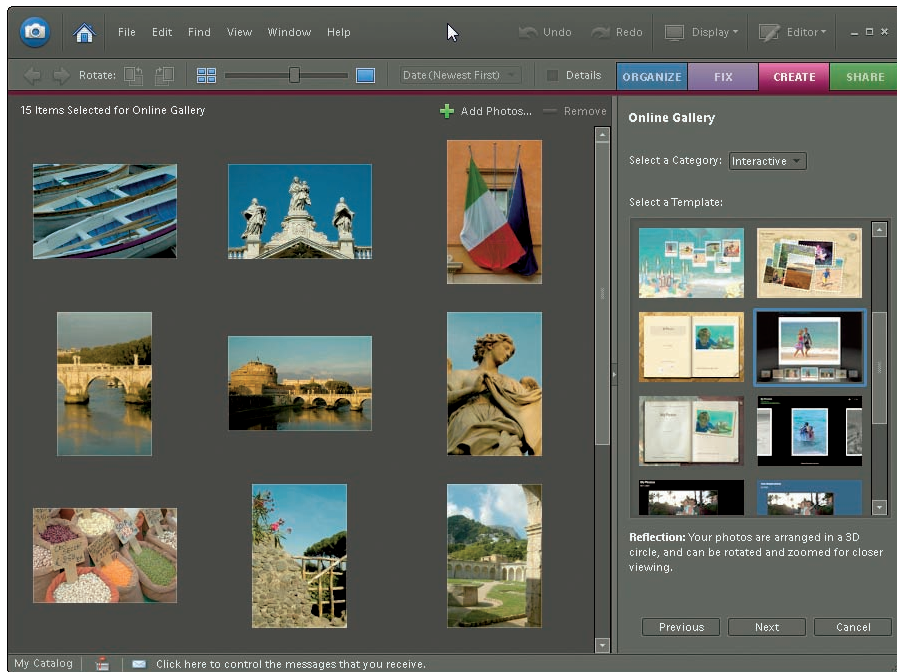 File Edit Find View Window Help Undo Redo Display Editor
Rotate: Date (Newest First) Details ORGANIZE FIX CREATE SHARE
15 Items Selected for Online Gallery Add Photos... Remove
Online Gallery
Select a Category: Interactive
Select a Template:
Reflection: Your photos are arranged in a 3D
circle, and can be rotated and zoomed for closer
viewing.
Previous Next Cancel
My Catalog Click here to control the messages that you receive.